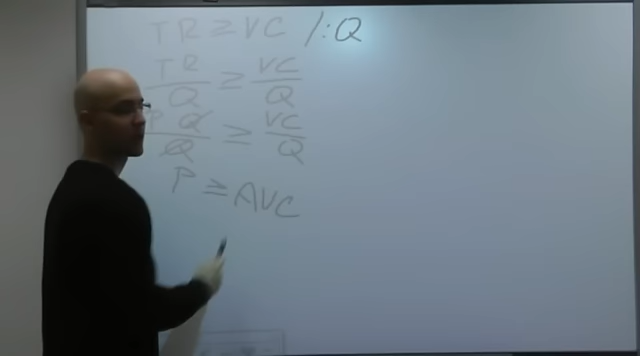 TR ≥ VC /:Q
TR/Q ≥ VC/Q
PQ/Q ≥ VC/Q
P ≥ AVC